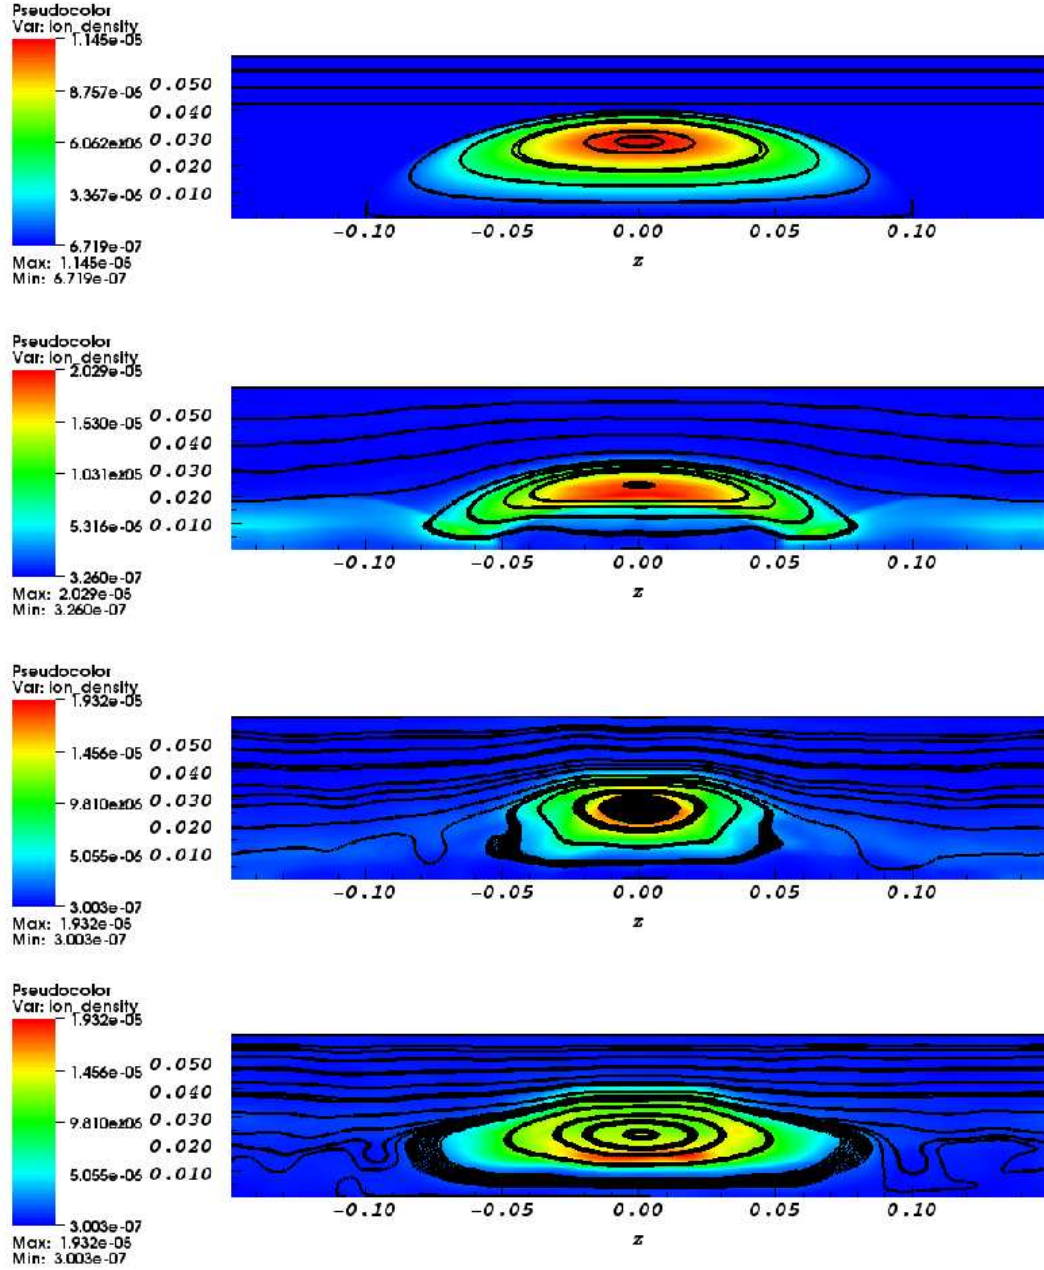 Pseudocolor
Var: ion_density
1.145e-05
8.757e-06
6.062e-06
3.367e-06
6.719e-07
Max: 1.145e-05
Min: 6.719e-07
0.050
0.040
0.030
0.020
0.010
-0.10 -0.05 0.00 0.05 0.10
z
Pseudocolor
Var: ion_density
2.029e-05
1.530e-05
1.031e-05
5.316e-06
3.260e-07
Max: 2.029e-05
Min: 3.260e-07
0.050
0.040
0.030
0.020
0.010
-0.10 -0.05 0.00 0.05 0.10
z
Pseudocolor
Var: ion_density
1.932e-05
1.456e-05
9.810e-06
5.055e-06
3.003e-07
Max: 1.932e-05
Min: 3.003e-07
0.050
0.040
0.030
0.020
0.010
-0.10 -0.05 0.00 0.05 0.10
z
Pseudocolor
Var: ion_density
1.932e-05
1.456e-05
9.810e-06
5.055e-06
3.003e-07
Max: 1.932e-05
Min: 3.003e-07
0.050
0.040
0.030
0.020
0.010
-0.10 -0.05 0.00 0.05 0.10
z